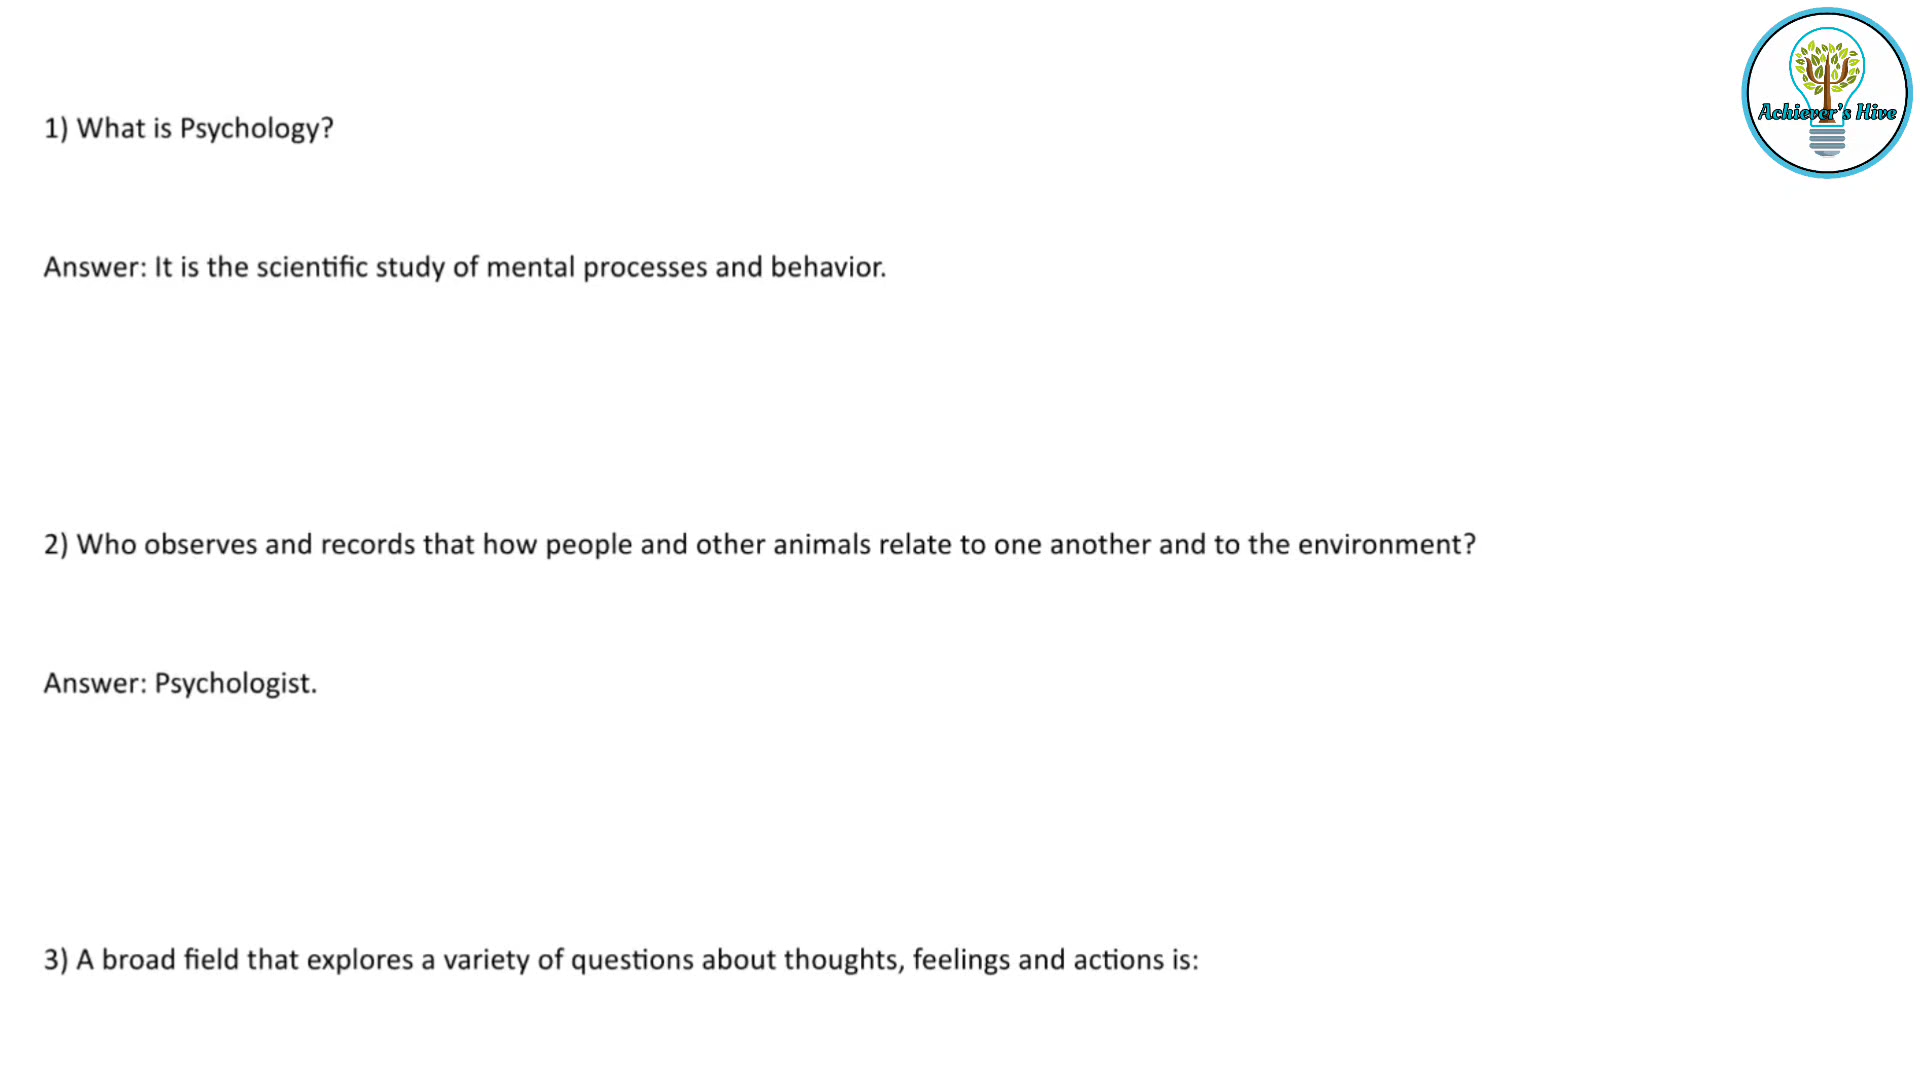 Achiever's Hive
1) What is Psychology?
Answer: It is the scientific study of mental processes and behavior.
2) Who observes and records that how people and other animals relate to one another and to the environment?
Answer: Psychologist.
3) A broad field that explores a variety of questions about thoughts, feelings and actions is: